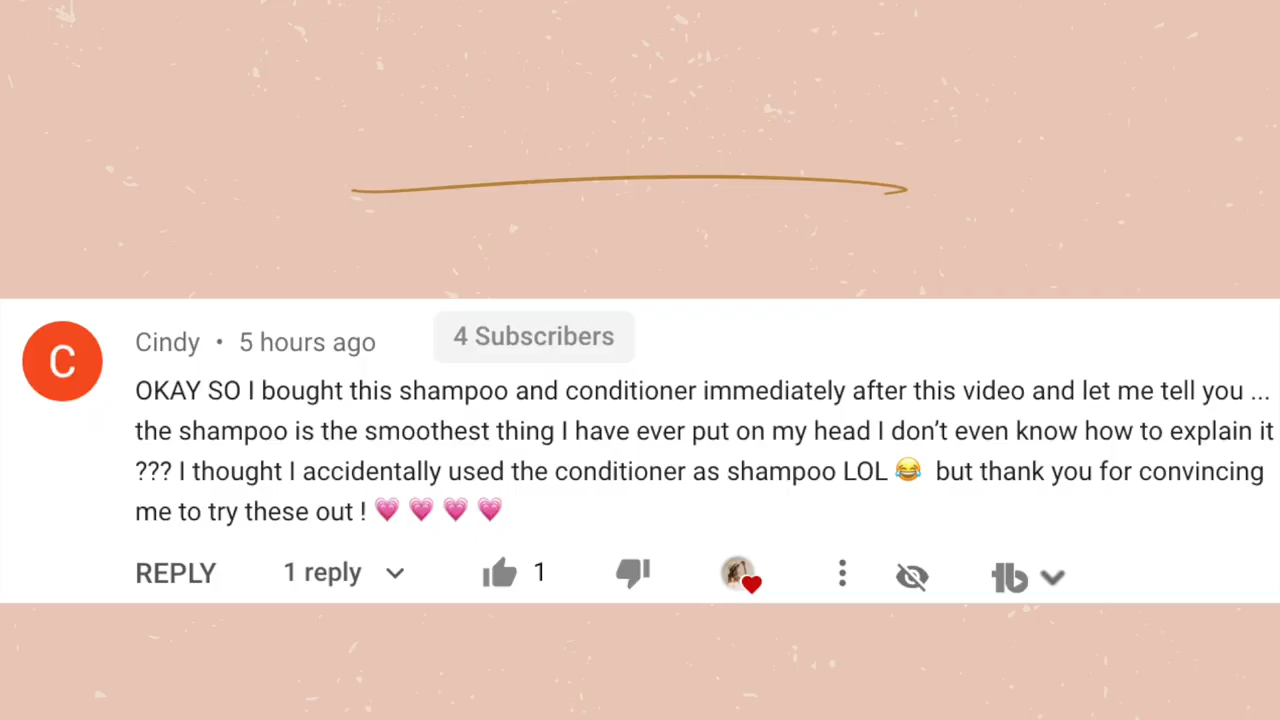 C
Cindy • 5 hours ago
4 Subscribers
OKAY SO I bought this shampoo and conditioner immediately after this video and let me tell you ...
the shampoo is the smoothest thing I have ever put on my head I don’t even know how to explain it
??? I thought I accidentally used the conditioner as shampoo LOL 😂 but thank you for convincing
me to try these out ! 💗 💗 💗 💗
REPLY
1 reply
1
tb